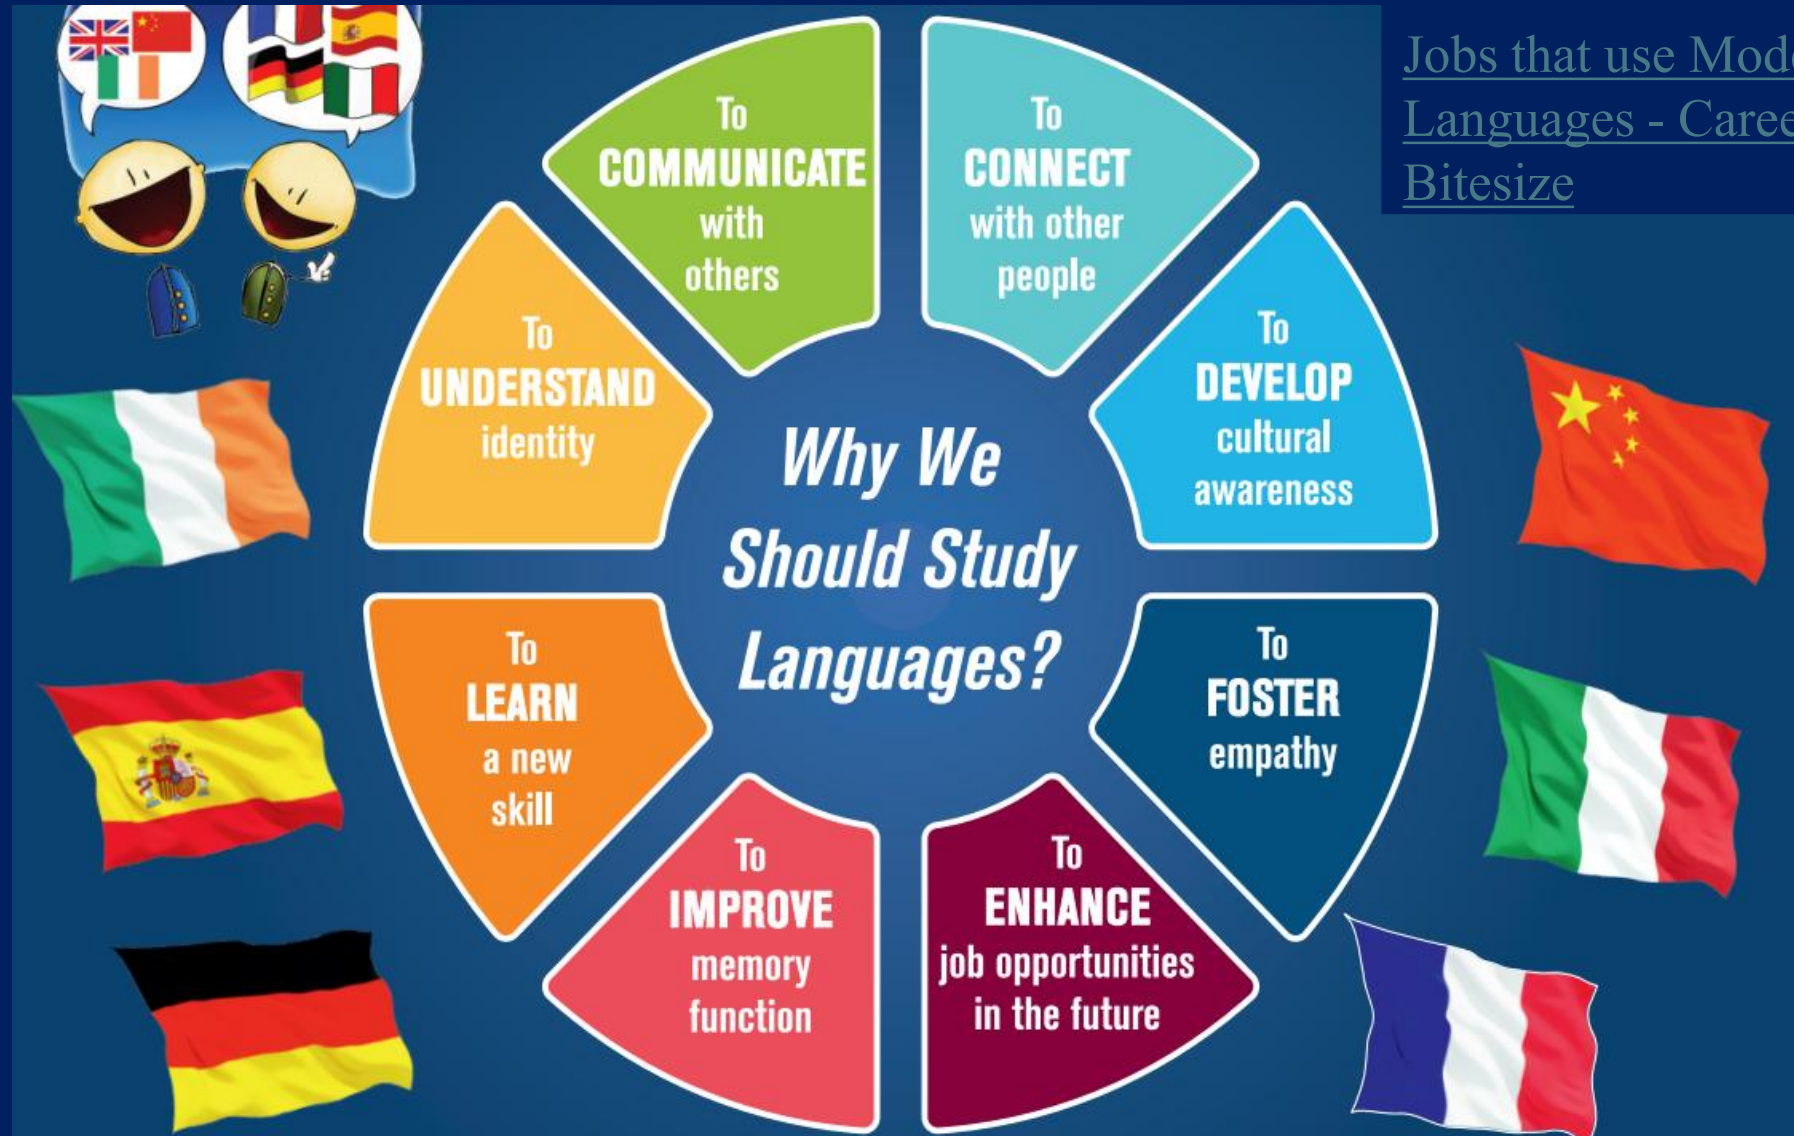 Jobs that use
Languages -
Bitesize
To
COMMUNICATE
with
others
To
CONNECT
with other
people
To
DEVELOP
cultural
awareness
To
FOSTER
empathy
To
ENHANCE
job opportunities
in the future
To
IMPROVE
memory
function
To
LEARN
a new
skill
To
UNDERSTAND
identity
Why We
Should Study
Languages?